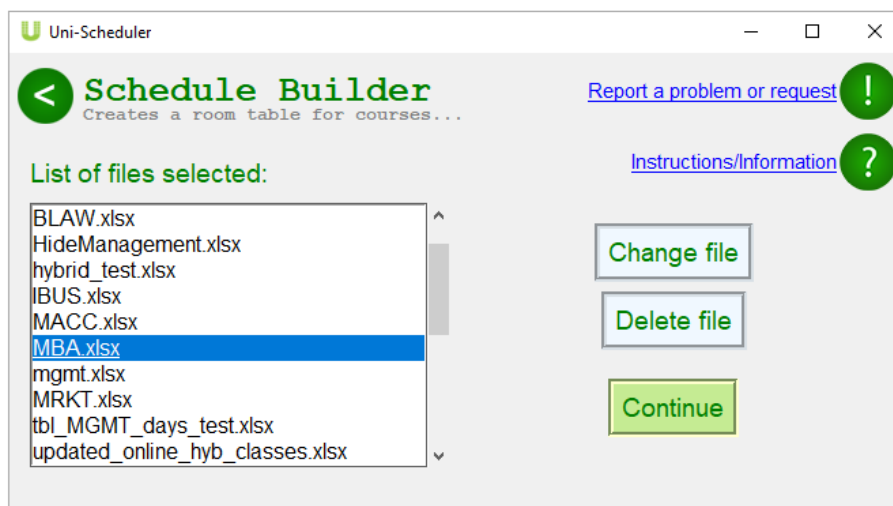 Uni-Scheduler
< Schedule Builder
Creates a room table for courses...
Report a problem or request !
Instructions/Information ?
List of files selected:
BLAW.xlsx
HideManagement.xlsx
hybrid_test.xlsx
IBUS.xlsx
MACC.xlsx
MBA.xlsx
mgmt.xlsx
MRKT.xlsx
tbl_MGMT_days_test.xlsx
updated_online_hyb_classes.xlsx
Change file
Delete file
Continue